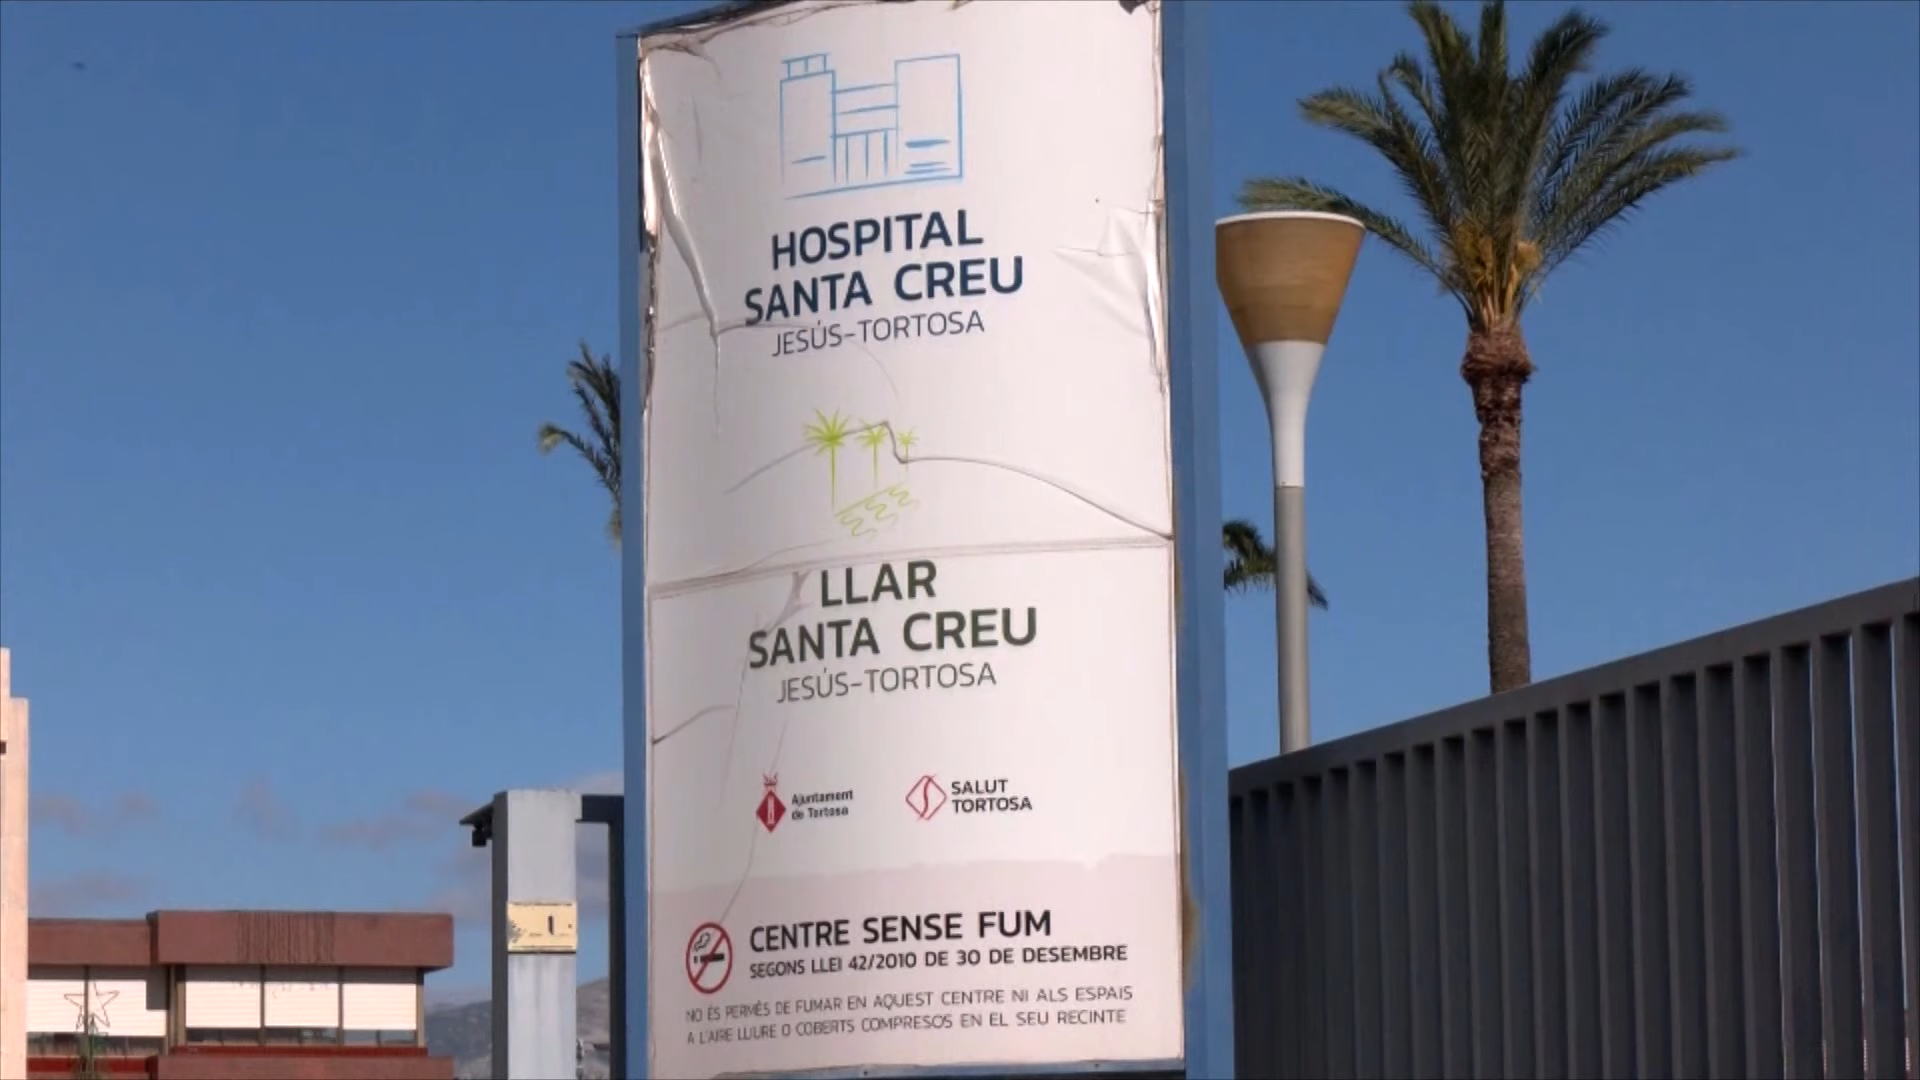 HOSPITAL
SANTA CREU
JESÚS-TORTOSA
LLAR
SANTA CREU
JESÚS-TORTOSA
Ajuntament
de Tortosa
SALUT
TORTOSA
CENTRE SENSE FUM
SEGONS LLEI 42/2010 DE 30 DE DESEMBRE
NO ÉS PERMÈS DE FUMAR EN AQUEST CENTRE NI ALS ESPAIS
A L'AIRE LLIURE O COBERTS COMPRESOS EN EL SEU RECINTE